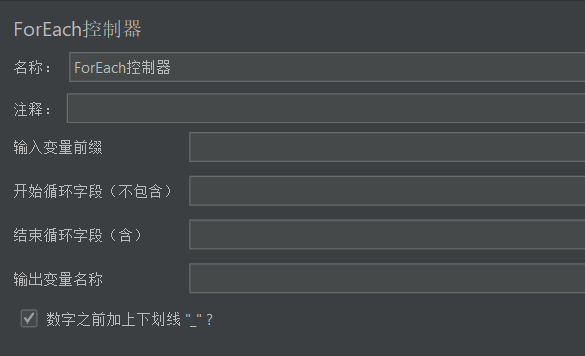 ForEach控制器
名称： ForEach控制器
注释：
输入变量前缀
开始循环字段（不包含）
结束循环字段（含）
输出变量名称
数字之前加上下划线 "_" ?